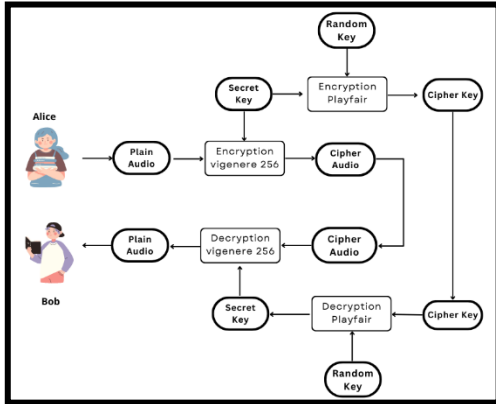 Random
Key
Secret
Key
Encryption
Playfair
Cipher Key
Alice
Plain
Audio
Encryption
vigenere 256
Cipher
Audio
Plain
Audio
Decryption
vigenere 256
Cipher
Audio
Bob
Secret
Key
Decryption
Playfair
Cipher Key
Random
Key